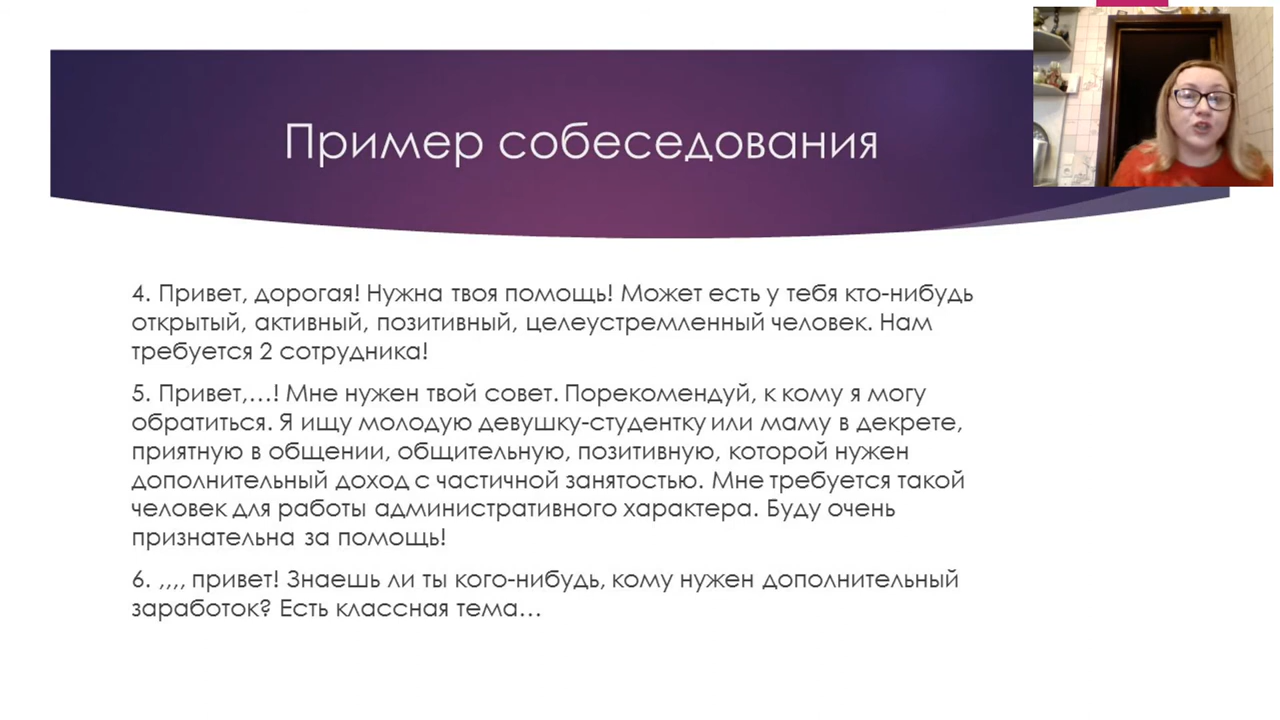 Пример собеседования
4. Привет, дорогая! Нужна твоя помощь! Может есть у тебя кто-нибудь
открытый, активный, позитивный, целеустремленный человек. Нам
требуется 2 сотрудника!
5. Привет,...! Мне нужен твой совет. Порекомендуй, к кому я могу
обратиться. Я ищу молодую девушку-студентку или маму в декрете,
приятную в общении, общительную, позитивную, которой нужен
дополнительный доход с частичной занятостью. Мне требуется такой
человек для работы административного характера. Буду очень
признательна за помощь!
6. ,,,, привет! Знаешь ли ты кого-нибудь, кому нужен дополнительный
заработок? Есть классная тема...